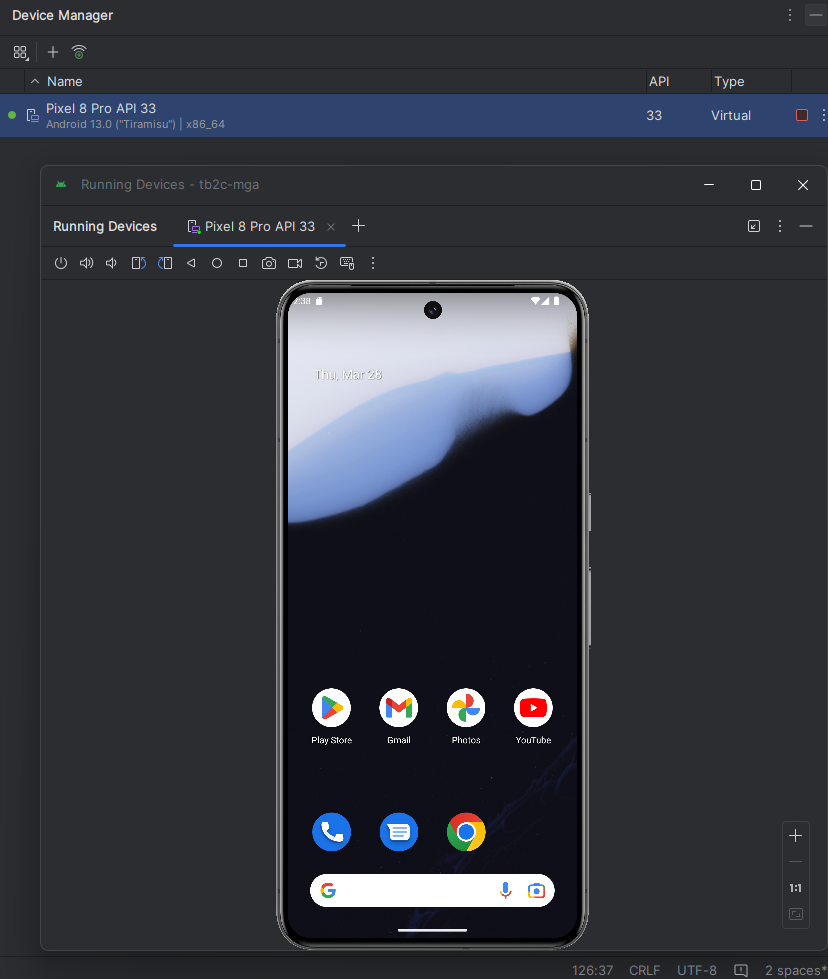 Device Manager
Name API Type
Pixel 8 Pro API 33
Android 13.0 ("Tiramisu") | x86_64
33 Virtual
Running Devices - tb2c-mga
Running Devices Pixel 8 Pro API 33
Thu, Mar 28
Play Store Gmail Photos YouTube
1:1
126:37 CRLF UTF-8 2 spaces*